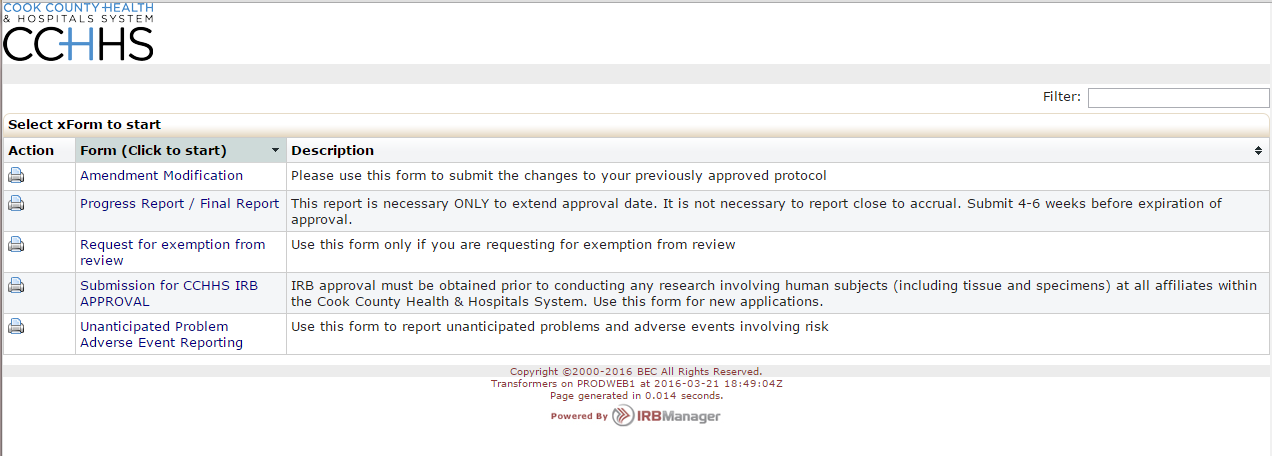 COOK COUNTY HEALTH
& HOSPITALS SYSTEM
CCHHS
Filter:
Select xForm to start
Action Form (Click to start) Description
Amendment Modification Please use this form to submit the changes to your previously approved protocol
Progress Report / Final Report This report is necessary ONLY to extend approval date. It is not necessary to report close to accrual. Submit 4-6 weeks before expiration of
approval.
Request for exemption from Use this form only if you are requesting for exemption from review
review
Submission for CCHHS IRB IRB approval must be obtained prior to conducting any research involving human subjects (including tissue and specimens) at all affiliates within
APPROVAL the Cook County Health & Hospitals System. Use this form for new applications.
Unanticipated Problem Use this form to report unanticipated problems and adverse events involving risk
Adverse Event Reporting
Copyright ©2000-2016 BEC All Rights Reserved.
Transformers on PRODWEB1 at 2016-03-21 18:49:04Z
Page generated in 0.014 seconds.
Powered By IRBManager